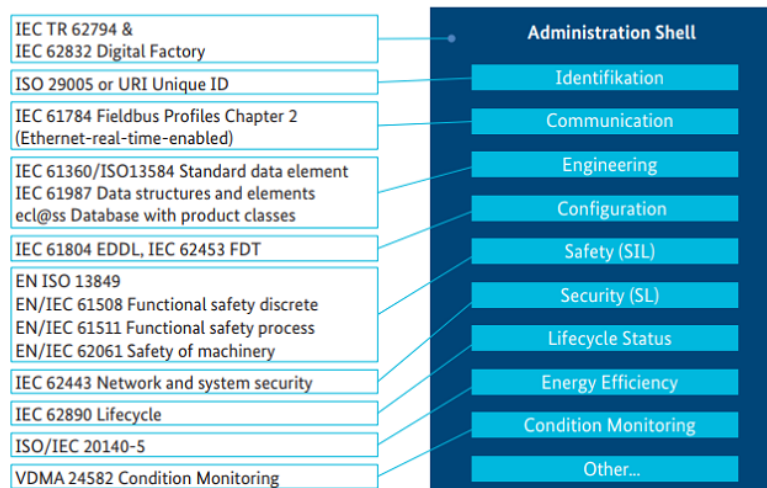 IEC TR 62794 &
IEC 62832 Digital Factory
ISO 29005 or URI Unique ID
IEC 61784 Fieldbus Profiles Chapter 2
(Ethernet-real-time-enabled)
IEC 61360/ISO13584 Standard data element
IEC 61987 Data structures and elements
ecl@ss Database with product classes
IEC 61804 EDDL, IEC 62453 FDT
EN ISO 13849
EN/IEC 61508 Functional safety discrete
EN/IEC 61511 Functional safety process
EN/IEC 62061 Safety of machinery
IEC 62443 Network and system security
IEC 62890 Lifecycle
ISO/IEC 20140-5
VDMA 24582 Condition Monitoring
Administration Shell
Identifikation
Communication
Engineering
Configuration
Safety (SIL)
Security (SL)
Lifecycle Status
Energy Efficiency
Condition Monitoring
Other...